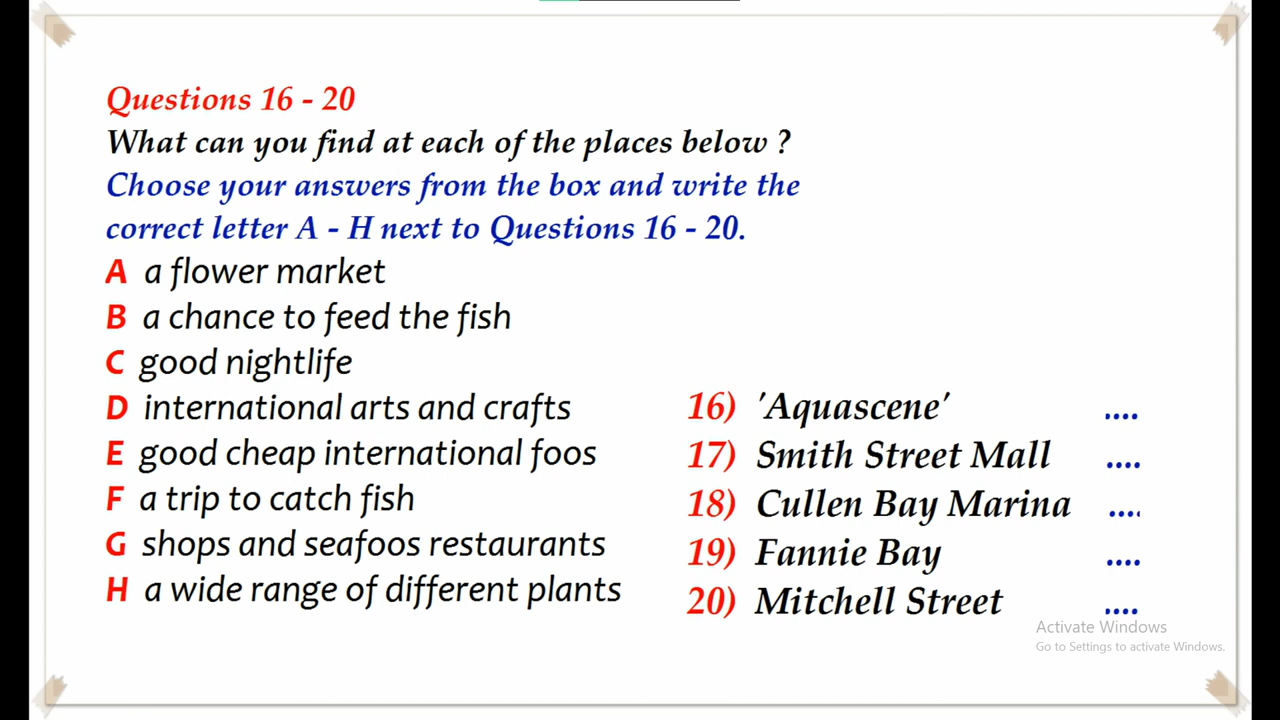 Questions 16 - 20
What can you find at each of the places below ?
Choose your answers from the box and write the
correct letter A - H next to Questions 16 - 20.
A a flower market
B a chance to feed the fish
C good nightlife
D international arts and crafts
E good cheap international foos
F a trip to catch fish
G shops and seafoos restaurants
H a wide range of different plants
16) 'Aquascene' ....
17) Smith Street Mall ....
18) Cullen Bay Marina ....
19) Fannie Bay ....
20) Mitchell Street ....
Activate Windows
Go to Settings to activate Windows.